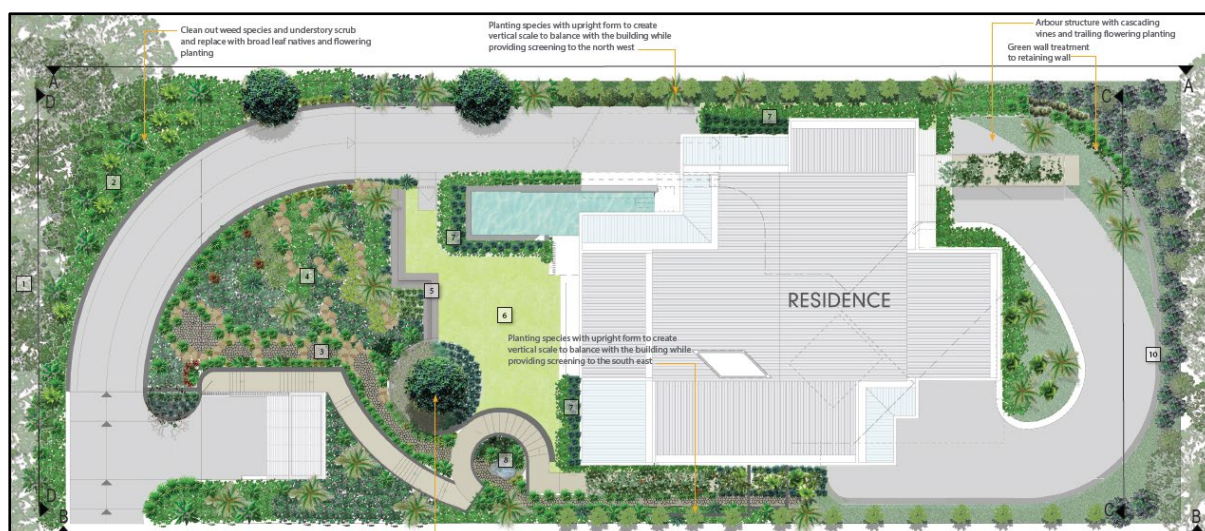 Clean out weed species and understory scrub
and replace with broad leaf natives and flowering
planting
Planting species with upright form to create
vertical scale to balance with the building while
providing screening to the north west
Arbour structure with cascading
vines and trailing flowering planting
Green wall treatment
to retaining wall
A
A
D
C
7
2
7
1
4
5
RESIDENCE
6
Planting species with upright form to create
vertical scale to balance with the building while
providing screening to the south east
3
10
7
8
D
C
B
B